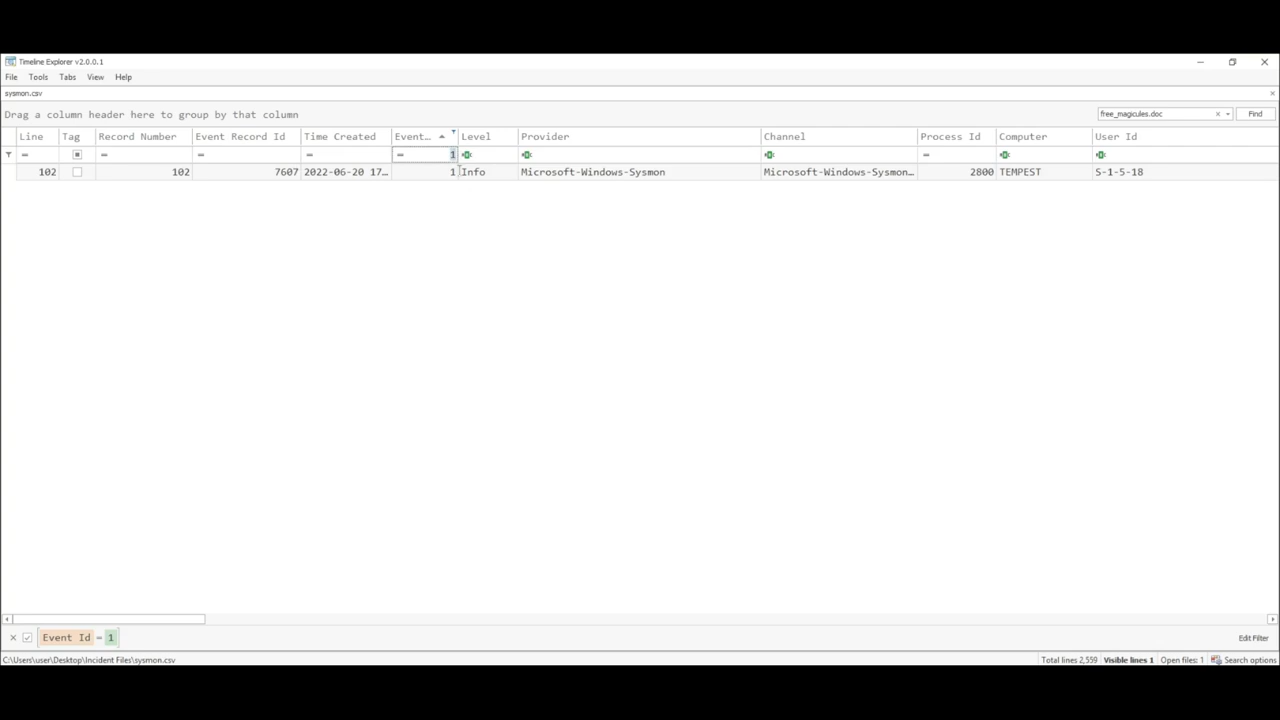 Timeline Explorer v2.0.0.1
File Tools Tabs View Help
sysmon.csv
Drag a column header here to group by that column
free_magicules.doc
Find
Line Tag Record Number Event Record Id Time Created Event... Level Provider Channel Process Id Computer User Id
= = = = = 1 =
102 102 7607 2022-06-20 17... 1 Info Microsoft-Windows-Sysmon Microsoft-Windows-Sysmon... 2800 TEMPEST S-1-5-18
Event Id = 1
Edit Filter
C:\Users\user\Desktop\Incident Files\sysmon.csv
Total lines 2,559 Visible lines 1 Open files: 1 Search options